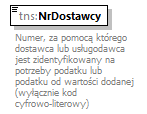 tns:NrDostawcy
Numer, za pomocą którego
dostawca lub usługodawca
jest zidentyfikowany na
potrzeby podatku lub
podatku od wartości dodanej
(wyłącznie kod
cyfrowo-literowy)